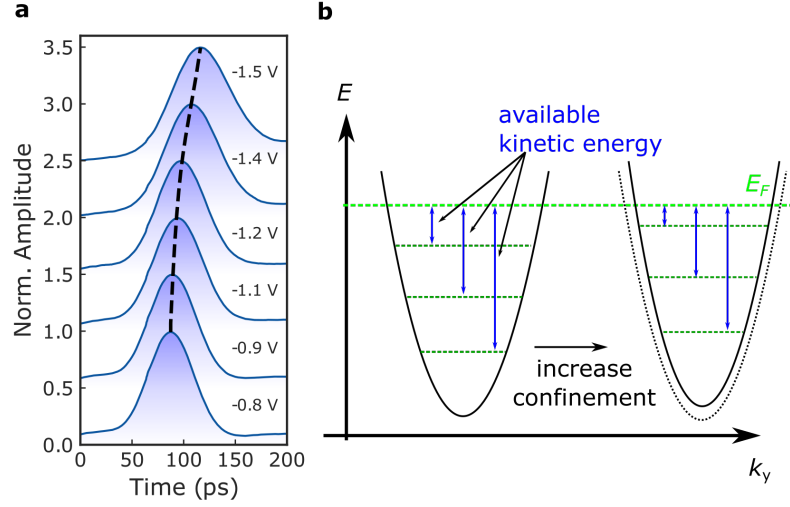 a
Norm. Amplitude
3.5
3.0
2.5
2.0
1.5
1.0
0.5
0.0
-1.5 V
-1.4 V
-1.2 V
-1.1 V
-0.9 V
-0.8 V
0
50
100
150
200
Time (ps)
b
E
available
kinetic energy
E_F
increase
confinement
k_y